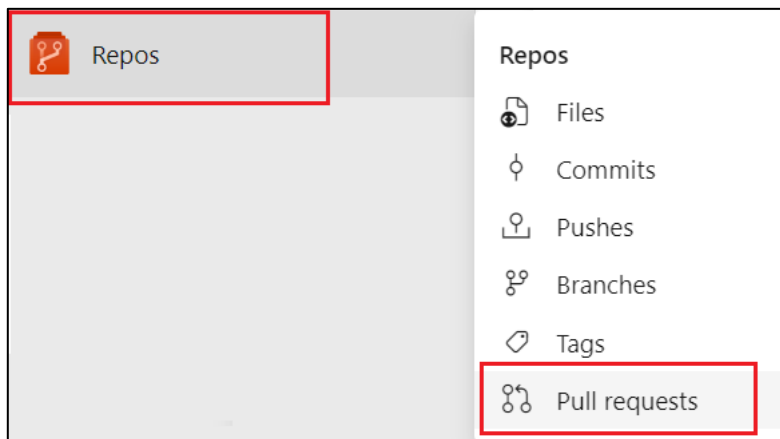 Repos
Repos
Files
Commits
Pushes
Branches
Tags
Pull requests